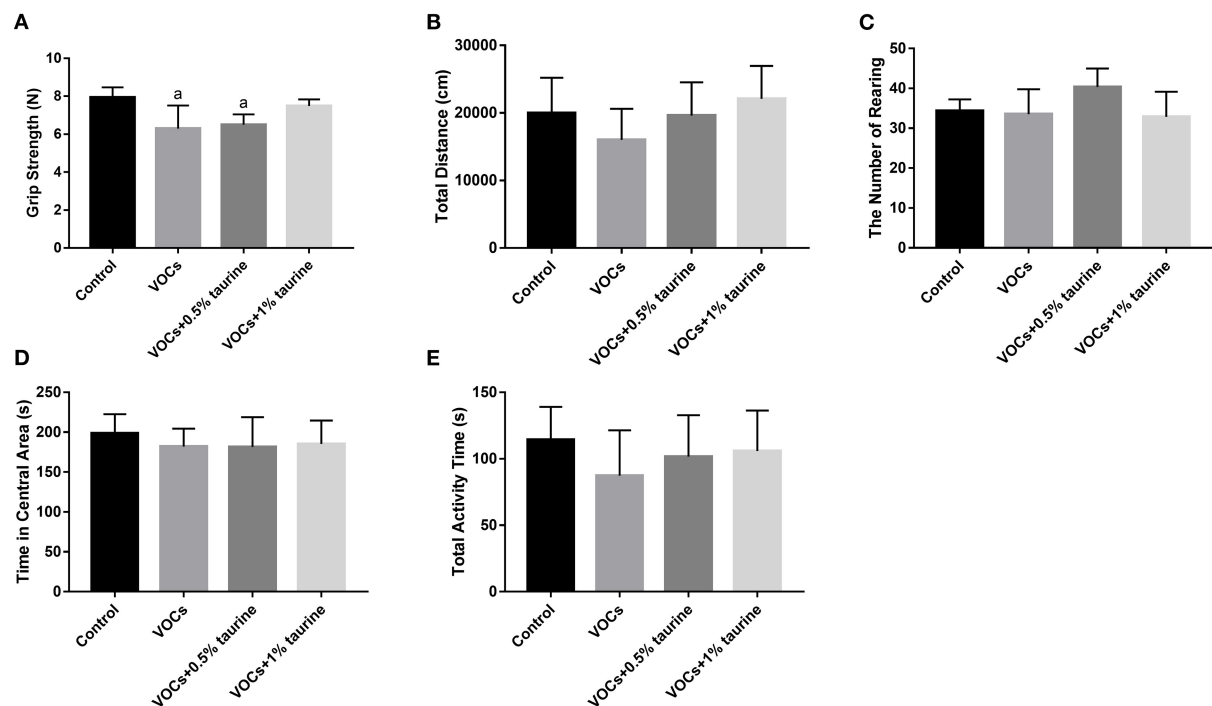 A
Grip Strength (N)
10
8
6
4
2
0
a
a
Control
VOCs
VOCs+0.5% taurine
VOCs+1% taurine
B
Total Distance (cm)
30000
20000
10000
0
Control
VOCs
VOCs+0.5% taurine
VOCs+1% taurine
C
The Number of Rearing
50
40
30
20
10
0
Control
VOCs
VOCs+0.5% taurine
VOCs+1% taurine
D
Time in Central Area (s)
250
200
150
100
50
0
Control
VOCs
VOCs+0.5% taurine
VOCs+1% taurine
E
Total Activity Time (s)
150
100
50
0
Control
VOCs
VOCs+0.5% taurine
VOCs+1% taurine